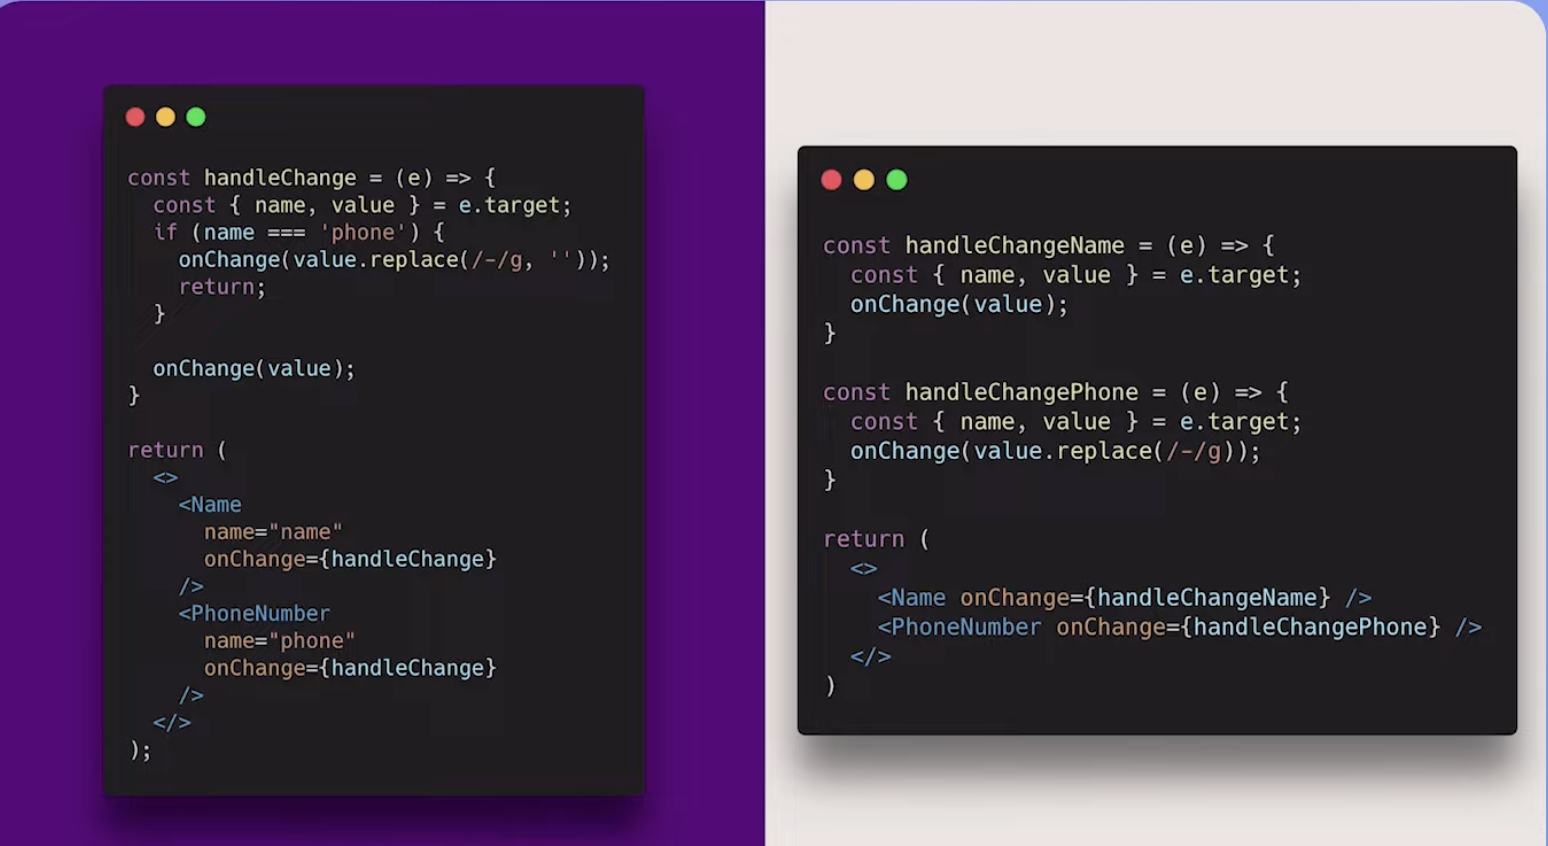 const handleChange = (e) => {
  const { name, value } = e.target;
  if (name === 'phone') {
    onChange(value.replace(/-/g, ''));
    return;
  }

  onChange(value);
}

return (
  <>
    <Name
      name="name"
      onChange={handleChange}
    />
    <PhoneNumber
      name="phone"
      onChange={handleChange}
    />
  </>
);

const handleChangeName = (e) => {
  const { name, value } = e.target;
  onChange(value);
}

const handleChangePhone = (e) => {
  const { name, value } = e.target;
  onChange(value.replace(/-/g));
}

return (
  <>
    <Name onChange={handleChangeName} />
    <PhoneNumber onChange={handleChangePhone} />
  </>
)